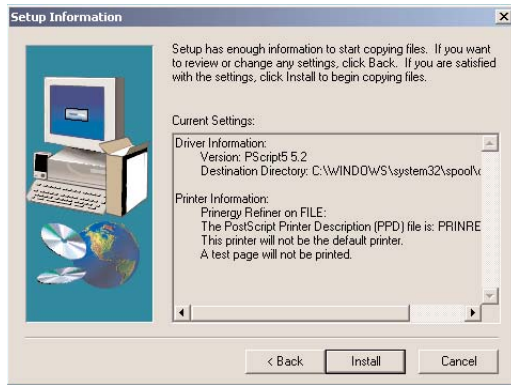 Setup Information
Setup has enough information to start copying files. If you want
to review or change any settings, click Back. If you are satisfied
with the settings, click Install to begin copying files.
Current Settings:
Driver Information:
Version: PScript5 5.2
Destination Directory: C:\WINDOWS\system32\spool\d
Printer Information:
Prinergy Refiner on FILE:
The PostScript Printer Description (PPD) file is: PRINRE
This printer will not be the default printer.
A test page will not be printed.
< Back
Install
Cancel